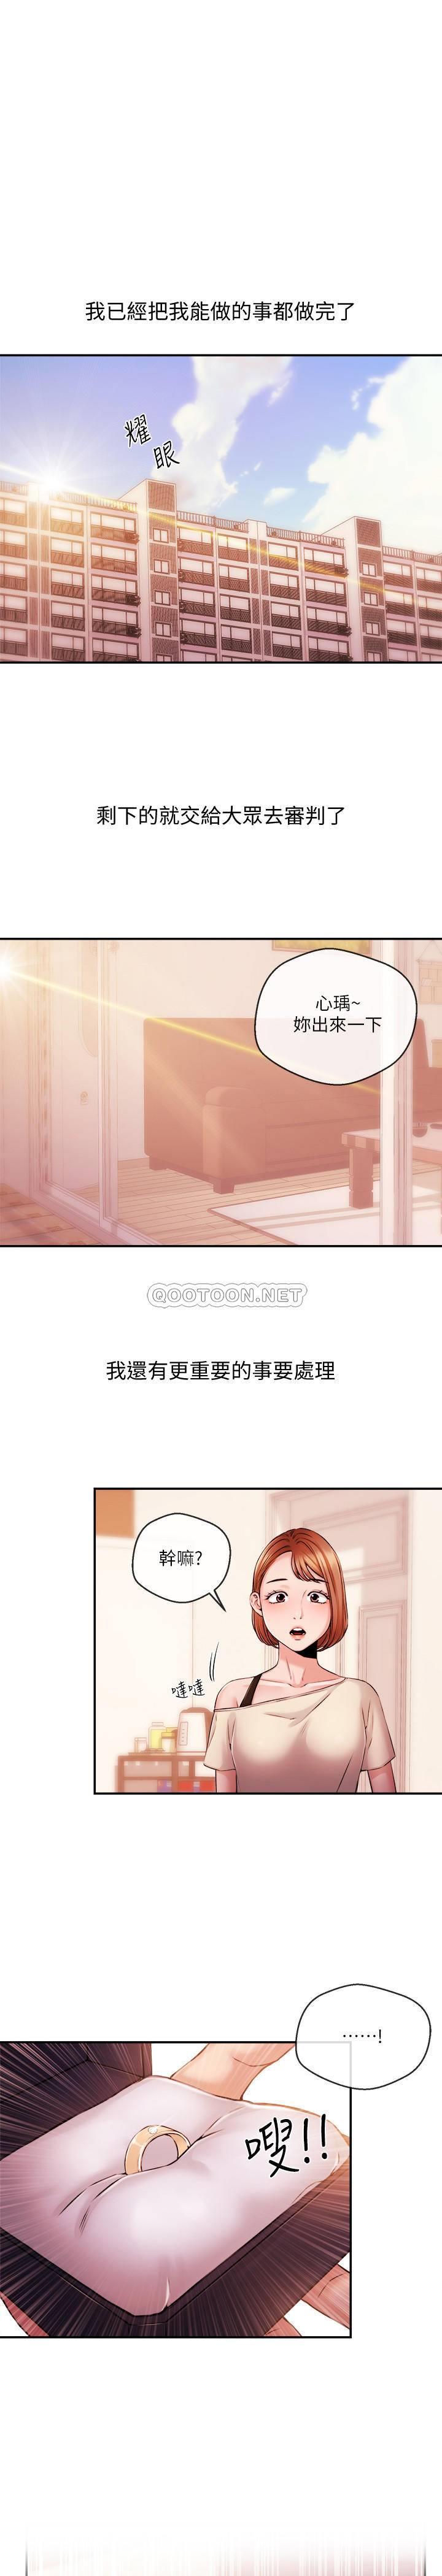 我已經把我能做的事都做完了
耀
眼
剩下的就交給大眾去審判了
心瑀~
妳出來一下
QOOTOON.NET
我還有更重要的事要處理
幹嘛?
噠噠
……!
嗖!!